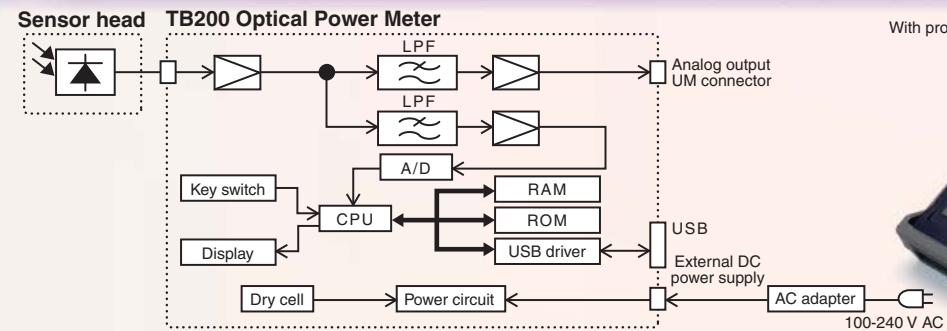 Sensor head
TB200 Optical Power Meter
With pro
LPF
Analog output
UM connector
LPF
A/D
Key switch
RAM
CPU
ROM
USB
Display
USB driver
External DC
power supply
Dry cell
Power circuit
AC adapter
100-240 V AC